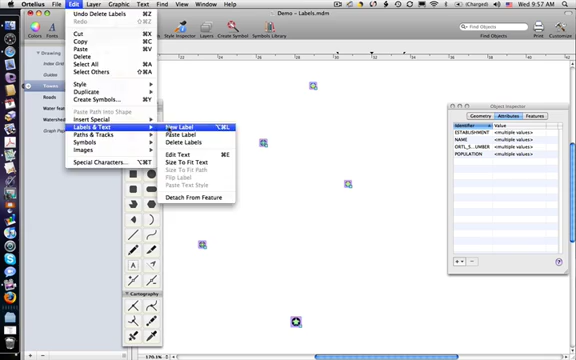 Ortelius File Edit Layer Graphic Text Find View Window Help (Charged) Wed 9:57 AM
Demo – Labels.mdm
Colors Fonts Style Inspector Layers Create Symbol Symbols Library Find Objects Print Customize
Undo Delete Labels ⌘Z
Redo
Cut ⌘X
Copy ⌘C
Paste ⌘V
Delete
Select All ⌘A
Select Others ⇧⌘A
Style
Duplicate
Create Symbols...
Paste Path Into Shape
Insert Special
Labels & Text
Paths & Tracks
Symbols
Images
Special Characters... ⌥⌘T
New Label ⌥⌘L
Paste Label
Delete Labels
Edit Text ⌘E
Size To Fit Text
Size To Fit Path
Flip Label
Paste Text Style
Detach From Feature
Drawing
Index Grid
Guides
Towns
Roads
Water
Watershed
Cartography
Object Inspector
Geometry Attributes Features
Identifier Value
ESTABLISHMENT <multiple values>
NAME <multiple values>
ORTL_S...UMBER <multiple values>
POPULATION <multiple values>